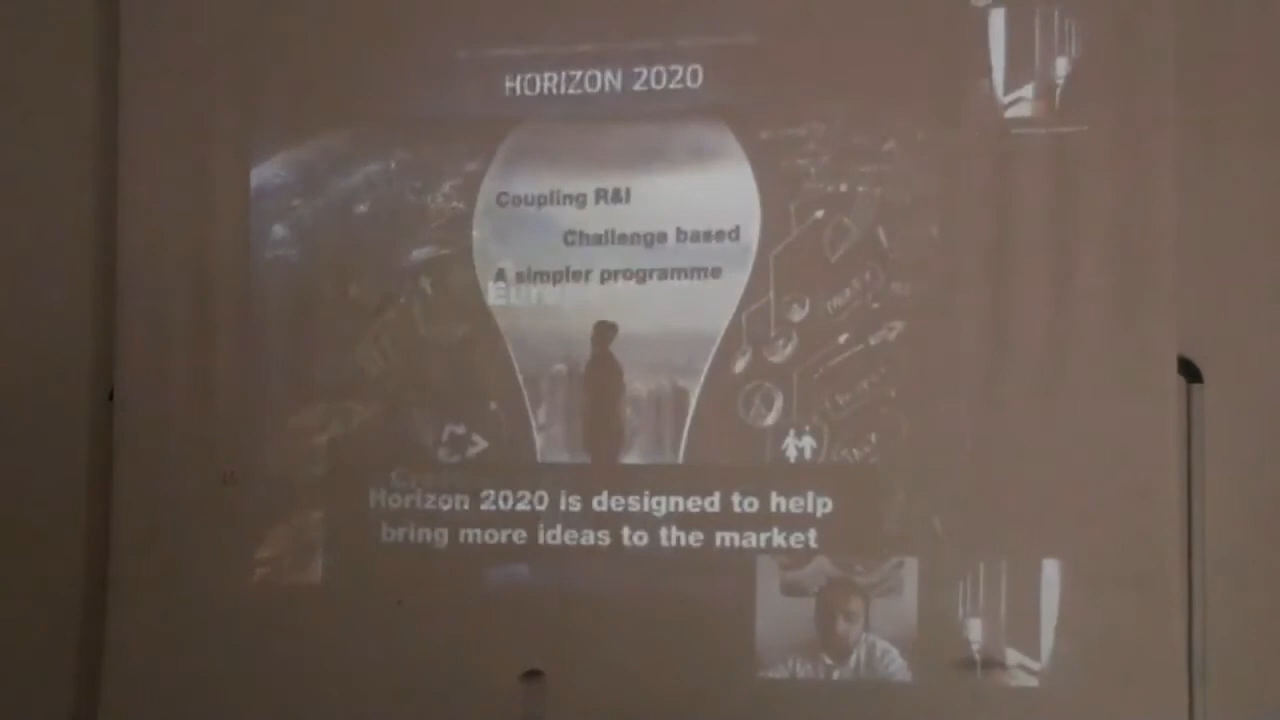 HORIZON 2020
Coupling R&I
Challenge based
A simpler programme
Horizon 2020 is designed to help
bring more ideas to the market